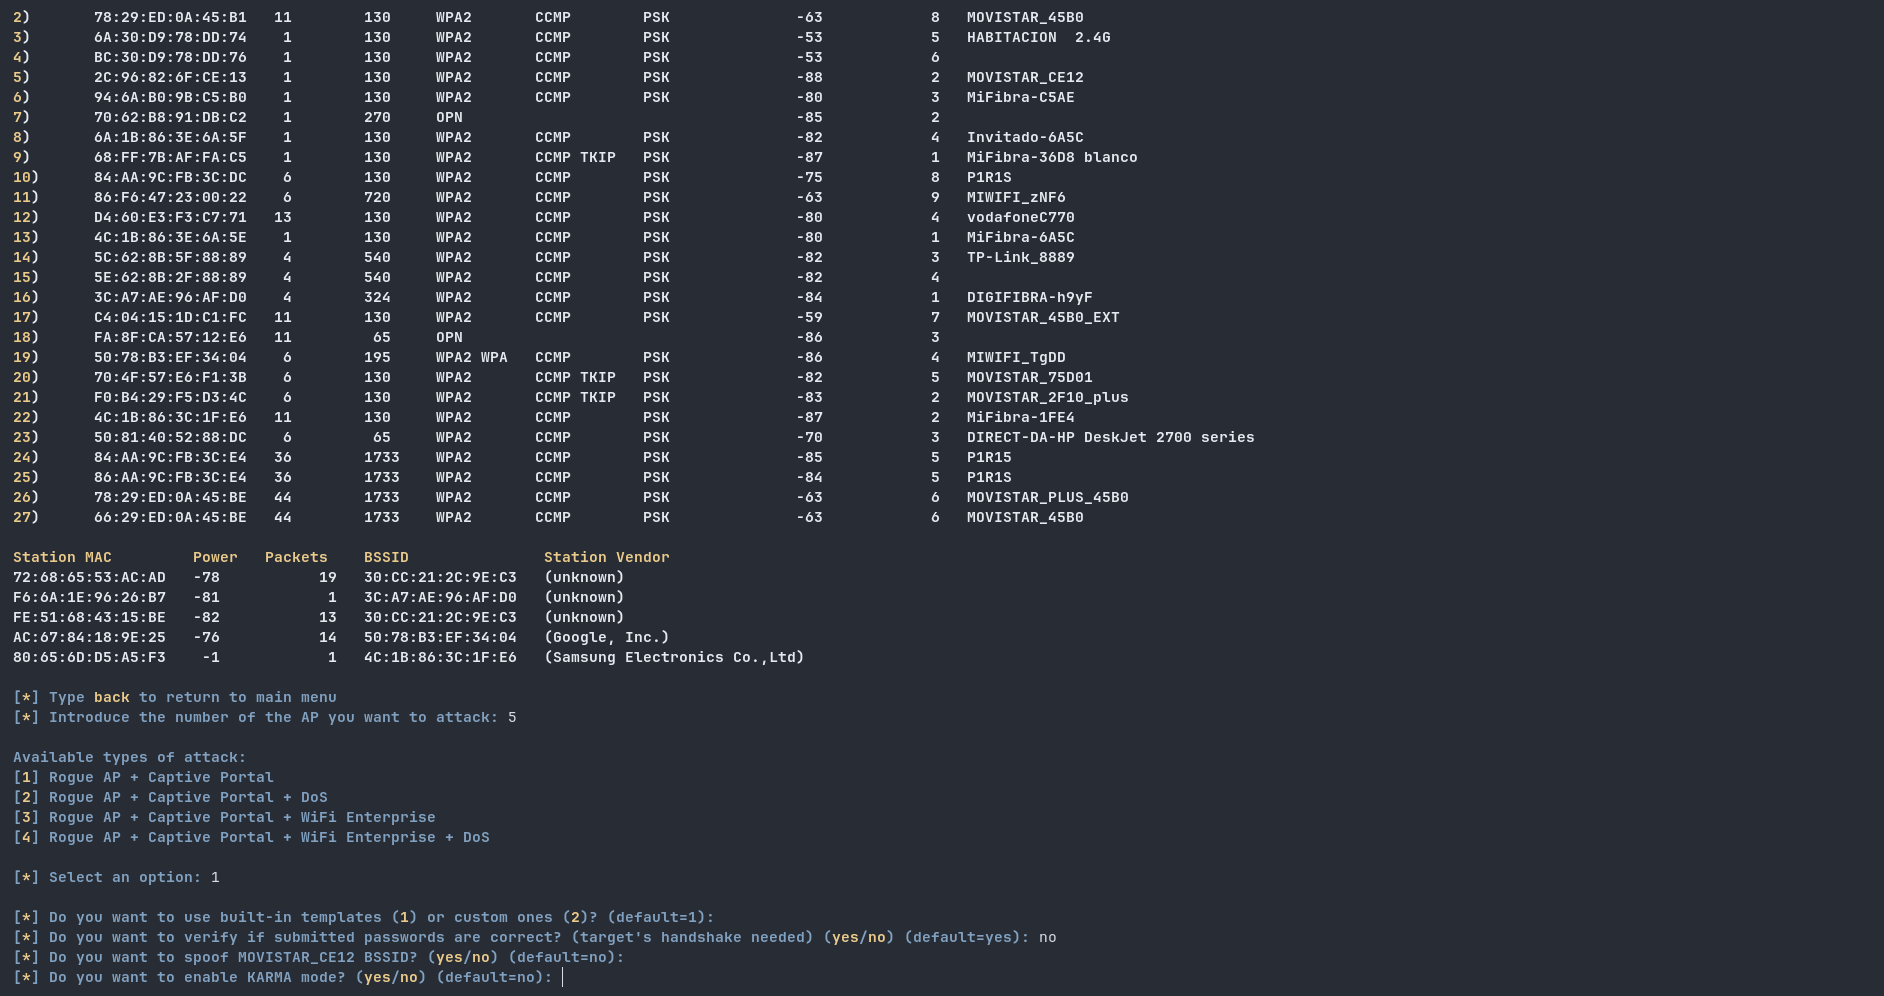 2) 78:29:ED:0A:45:B1 11 130 WPA2 CCMP PSK -63 8 MOVISTAR_45B0
3) 6A:30:D9:78:DD:74 1 130 WPA2 CCMP PSK -53 5 HABITACION  2.4G
4) BC:30:D9:78:DD:76 1 130 WPA2 CCMP PSK -53 6
5) 2C:96:82:6F:CE:13 1 130 WPA2 CCMP PSK -88 2 MOVISTAR_CE12
6) 94:6A:B0:9B:C5:B0 1 130 WPA2 CCMP PSK -80 3 MiFibra-C5AE
7) 70:62:B8:91:DB:C2 1 270 OPN -85 2
8) 6A:1B:86:3E:6A:5F 1 130 WPA2 CCMP PSK -82 4 Invitado-6A5C
9) 68:FF:7B:AF:FA:C5 1 130 WPA2 CCMP TKIP PSK -87 1 MiFibra-36D8 blanco
10) 84:AA:9C:FB:3C:DC 6 130 WPA2 CCMP PSK -75 8 P1R1S
11) 86:F6:47:23:00:22 6 720 WPA2 CCMP PSK -63 9 MIWIFI_zNF6
12) D4:60:E3:F3:C7:71 13 130 WPA2 CCMP PSK -80 4 vodafoneC770
13) 4C:1B:86:3E:6A:5E 1 130 WPA2 CCMP PSK -80 1 MiFibra-6A5C
14) 5C:62:8B:5F:88:89 4 540 WPA2 CCMP PSK -82 3 TP-Link_8889
15) 5E:62:8B:2F:88:89 4 540 WPA2 CCMP PSK -82 4
16) 3C:A7:AE:96:AF:D0 4 324 WPA2 CCMP PSK -84 1 DIGIFIBRA-h9yF
17) C4:04:15:1D:C1:FC 11 130 WPA2 CCMP PSK -59 7 MOVISTAR_45B0_EXT
18) FA:8F:CA:57:12:E6 11 65 OPN -86 3
19) 50:78:B3:EF:34:04 6 195 WPA2 WPA CCMP PSK -86 4 MIWIFI_TgDD
20) 70:4F:57:E6:F1:3B 6 130 WPA2 CCMP TKIP PSK -82 5 MOVISTAR_75D01
21) F0:B4:29:F5:D3:4C 6 130 WPA2 CCMP TKIP PSK -83 2 MOVISTAR_2F10_plus
22) 4C:1B:86:3C:1F:E6 11 130 WPA2 CCMP PSK -87 2 MiFibra-1FE4
23) 50:81:40:52:88:DC 6 65 WPA2 CCMP PSK -70 3 DIRECT-DA-HP DeskJet 2700 series
24) 84:AA:9C:FB:3C:E4 36 1733 WPA2 CCMP PSK -85 5 P1R15
25) 86:AA:9C:FB:3C:E4 36 1733 WPA2 CCMP PSK -84 5 P1R1S
26) 78:29:ED:0A:45:BE 44 1733 WPA2 CCMP PSK -63 6 MOVISTAR_PLUS_45B0
27) 66:29:ED:0A:45:BE 44 1733 WPA2 CCMP PSK -63 6 MOVISTAR_45B0
Station MAC Power Packets BSSID Station Vendor
72:68:65:53:AC:AD -78 19 30:CC:21:2C:9E:C3 (unknown)
F6:6A:1E:96:26:B7 -81 1 3C:A7:AE:96:AF:D0 (unknown)
FE:51:68:43:15:BE -82 13 30:CC:21:2C:9E:C3 (unknown)
AC:67:84:18:9E:25 -76 14 50:78:B3:EF:34:04 (Google, Inc.)
80:65:6D:D5:A5:F3 -1 1 4C:1B:86:3C:1F:E6 (Samsung Electronics Co.,Ltd)
[*] Type back to return to main menu
[*] Introduce the number of the AP you want to attack: 5
Available types of attack:
[1] Rogue AP + Captive Portal
[2] Rogue AP + Captive Portal + DoS
[3] Rogue AP + Captive Portal + WiFi Enterprise
[4] Rogue AP + Captive Portal + WiFi Enterprise + DoS
[*] Select an option: 1
[*] Do you want to use built-in templates (1) or custom ones (2)? (default=1):
[*] Do you want to verify if submitted passwords are correct? (target's handshake needed) (yes/no) (default=yes): no
[*] Do you want to spoof MOVISTAR_CE12 BSSID? (yes/no) (default=no):
[*] Do you want to enable KARMA mode? (yes/no) (default=no):